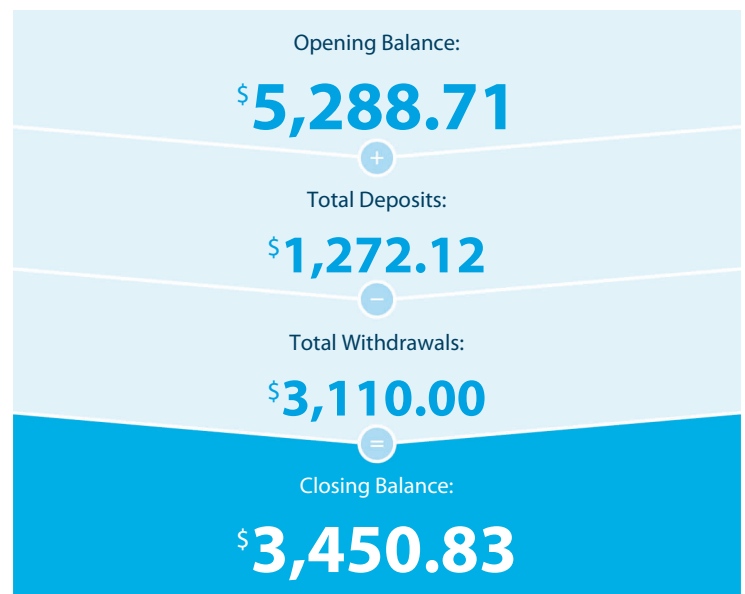 Opening Balance:
$5,288.71
+
Total Deposits:
$1,272.12
−
Total Withdrawals:
$3,110.00
=
Closing Balance:
$3,450.83